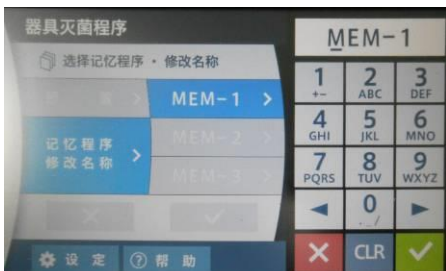 器具灭菌程序
选择记忆程序 · 修改名称
MEM-1 >
记忆程序
修改名称 >
MEM-2 >
MEM-3 >
设定
? 帮助
MEM-1
1 2 3
+- ABC DEF
4 5 6
GHI JKL MNO
7 8 9
PQRS TUV WXYZ
◄ 0 ►
X CLR ✓